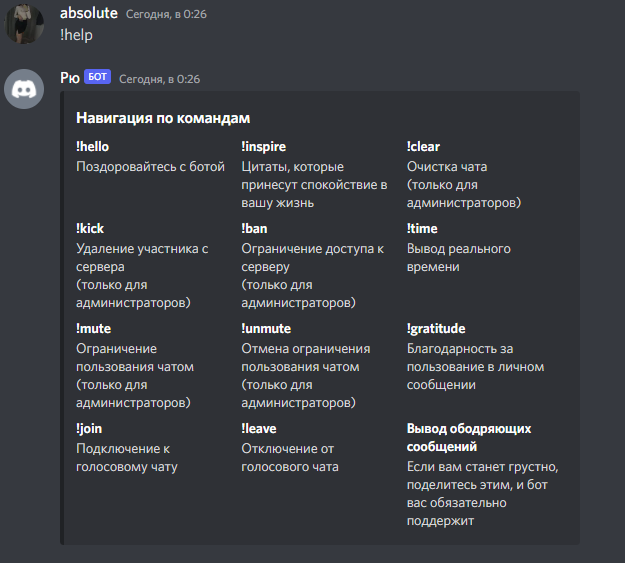 absolute Сегодня, в 0:26
!help
Рю БОТ Сегодня, в 0:26
Навигация по командам
!hello
Поздоровайтесь с ботой
!inspire
Цитаты, которые
принесут спокойствие в
вашу жизнь
!clear
Очистка чата
(только для
администраторов)
!kick
Удаление участника с
сервера
(только для
администраторов)
!ban
Ограничение доступа к
серверу
(только для
администраторов)
!time
Вывод реального
времени
!mute
Ограничение
пользования чатом
(только для
администраторов)
!unmute
Отмена ограничения
пользования чатом
(только для
администраторов)
!gratitude
Благодарность за
пользование в личном
сообщении
!join
Подключение к
голосовому чату
!leave
Отключение от
голосового чата
Вывод ободряющих
сообщений
Если вам станет грустно,
поделитесь этим, и бот
вас обязательно
поддержит